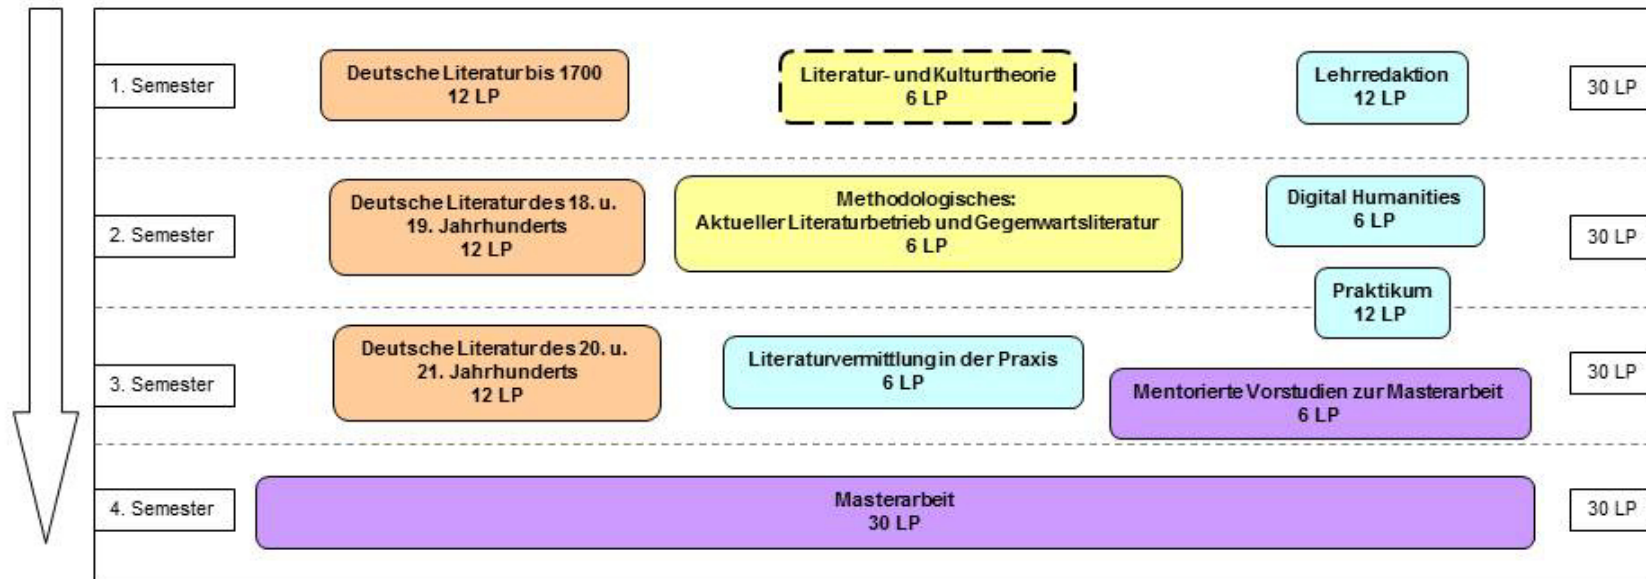 1. Semester
Deutsche Literatur bis 1700
12 LP
Literatur- und Kulturtheorie
6 LP
Lehrredaktion
12 LP
30 LP
2. Semester
Deutsche Literatur des 18. u.
19. Jahrhunderts
12 LP
Methodologisches:
Aktueller Literaturbetrieb und Gegenwartsliteratur
6 LP
Digital Humanities
6 LP
30 LP
Praktikum
12 LP
3. Semester
Deutsche Literatur des 20. u.
21. Jahrhunderts
12 LP
Literaturvermittlung in der Praxis
6 LP
Mentorierte Vorstudien zur Masterarbeit
6 LP
30 LP
4. Semester
Masterarbeit
30 LP
30 LP